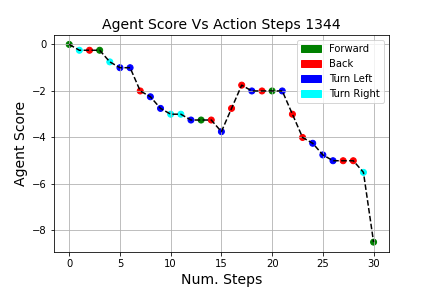 Agent Score Vs Action Steps 1344
Forward
Back
Turn Left
Turn Right
Agent Score
0
−2
−4
−6
−8
0 5 10 15 20 25 30
Num. Steps